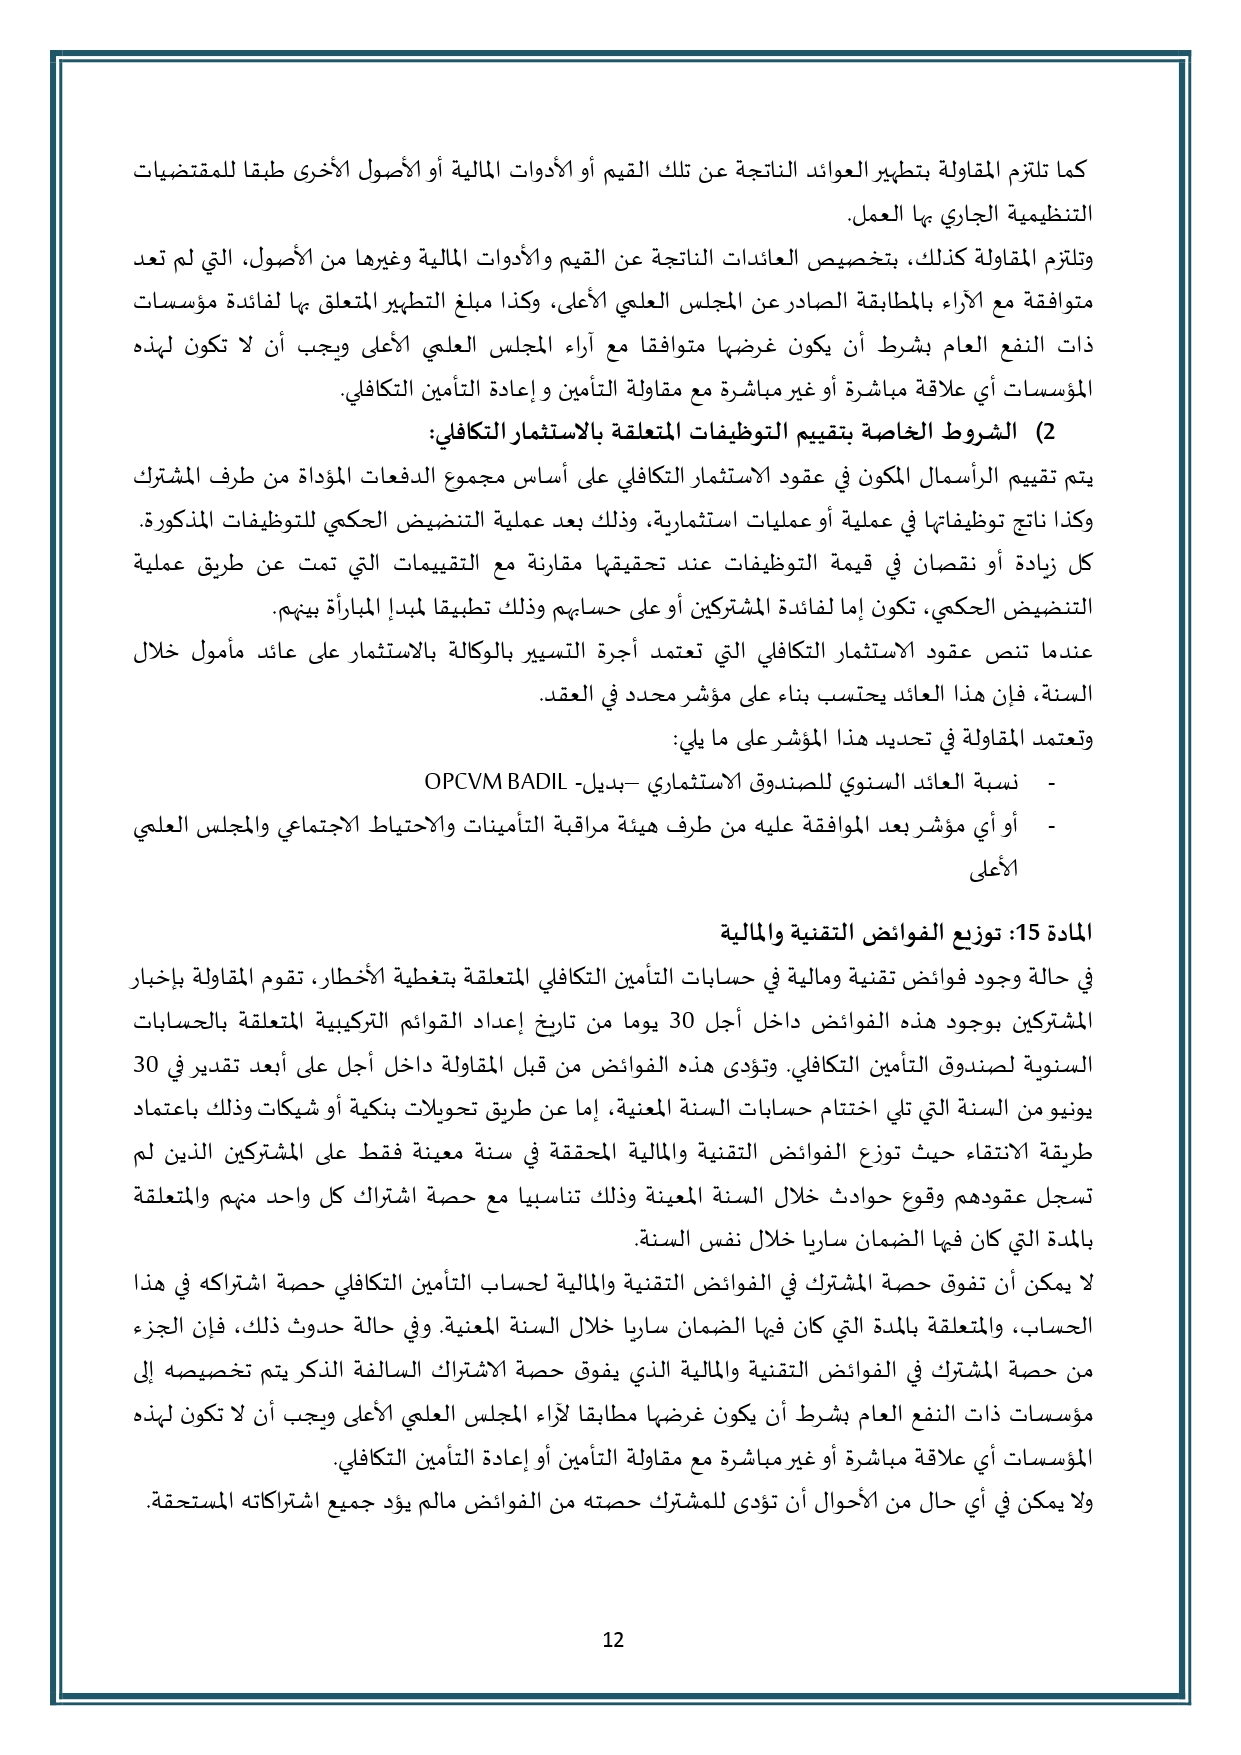 كما تلتزم المقاولة بتطهير العوائد الناتجة عن تلك القيم أو الأدوات المالية أو الأصول الأخرى طبقا للمقتضيات
التنظيمية الجاري بها العمل.
وتلتزم المقاولة كذلك، بتخصيص العائدات الناتجة عن القيم والأدوات المالية وغيرها من الأصول، التي لم تعد
متوافقة مع الآراء بالمطابقة الصادر عن المجلس العلمي الأعلى، وكذا مبلغ التطهير المتعلق بها لفائدة مؤسسات
ذات النفع العام بشرط أن يكون غرضها متوافقا مع آراء المجلس العلمي الأعلى ويجب أن لا تكون لهذه
المؤسسات أي علاقة مباشرة أو غير مباشرة مع مقاولة التأمين و إعادة التأمين التكافلي.
2) الشروط الخاصة بتقييم التوظيفات المتعلقة بالاستثمار التكافلي:
يتم تقييم الرأسمال المكون في عقود الاستثمار التكافلي على أساس مجموع الدفعات المؤداة من طرف المشترك
وكذا ناتج توظيفاتها في عملية أو عمليات استثمارية، وذلك بعد عملية التنضيض الحكمي للتوظيفات المذكورة.
كل زيادة أو نقصان في قيمة التوظيفات عند تحقيقها مقارنة مع التقييمات التي تمت عن طريق عملية
التنضيض الحكمي، تكون إما لفائدة المشتركين أو على حسابهم وذلك تطبيقا لمبدإ المبارأة بينهم.
عندما تنص عقود الاستثمار التكافلي التي تعتمد أجرة التسيير بالوكالة بالاستثمار على عائد مأمول خلال
السنة، فإن هذا العائد يحتسب بناء على مؤشر محدد في العقد.
وتعتمد المقاولة في تحديد هذا المؤشر على ما يلي:
- نسبة العائد السنوي للصندوق الاستثماري –بديل- OPCVM BADIL
- أو أي مؤشر بعد الموافقة عليه من طرف هيئة مراقبة التأمينات والاحتياط الاجتماعي والمجلس العلمي
الأعلى
المادة 15: توزيع الفوائض التقنية والمالية
في حالة وجود فوائض تقنية ومالية في حسابات التأمين التكافلي المتعلقة بتغطية الأخطار، تقوم المقاولة بإخبار
المشتركين بوجود هذه الفوائض داخل أجل 30 يوما من تاريخ إعداد القوائم التركيبية المتعلقة بالحسابات
السنوية لصندوق التأمين التكافلي. وتؤدى هذه الفوائض من قبل المقاولة داخل أجل على أبعد تقدير في 30
يونيو من السنة التي تلي اختتام حسابات السنة المعنية، إما عن طريق تحويلات بنكية أو شيكات وذلك باعتماد
طريقة الانتقاء حيث توزع الفوائض التقنية والمالية المحققة في سنة معينة فقط على المشتركين الذين لم
تسجل عقودهم وقوع حوادث خلال السنة المعينة وذلك تناسبيا مع حصة اشتراك كل واحد منهم والمتعلقة
بالمدة التي كان فيها الضمان ساريا خلال نفس السنة.
لا يمكن أن تفوق حصة المشترك في الفوائض التقنية والمالية لحساب التأمين التكافلي حصة اشتراكه في هذا
الحساب، والمتعلقة بالمدة التي كان فيها الضمان ساريا خلال السنة المعنية. وفي حالة حدوث ذلك، فإن الجزء
من حصة المشترك في الفوائض التقنية والمالية الذي يفوق حصة الاشتراك السالفة الذكر يتم تخصيصه إلى
مؤسسات ذات النفع العام بشرط أن يكون غرضها مطابقا لآراء المجلس العلمي الأعلى ويجب أن لا تكون لهذه
المؤسسات أي علاقة مباشرة أو غير مباشرة مع مقاولة التأمين أو إعادة التأمين التكافلي.
ولا يمكن في أي حال من الأحوال أن تؤدى للمشترك حصته من الفوائض مالم يؤد جميع اشتراكاته المستحقة.
12